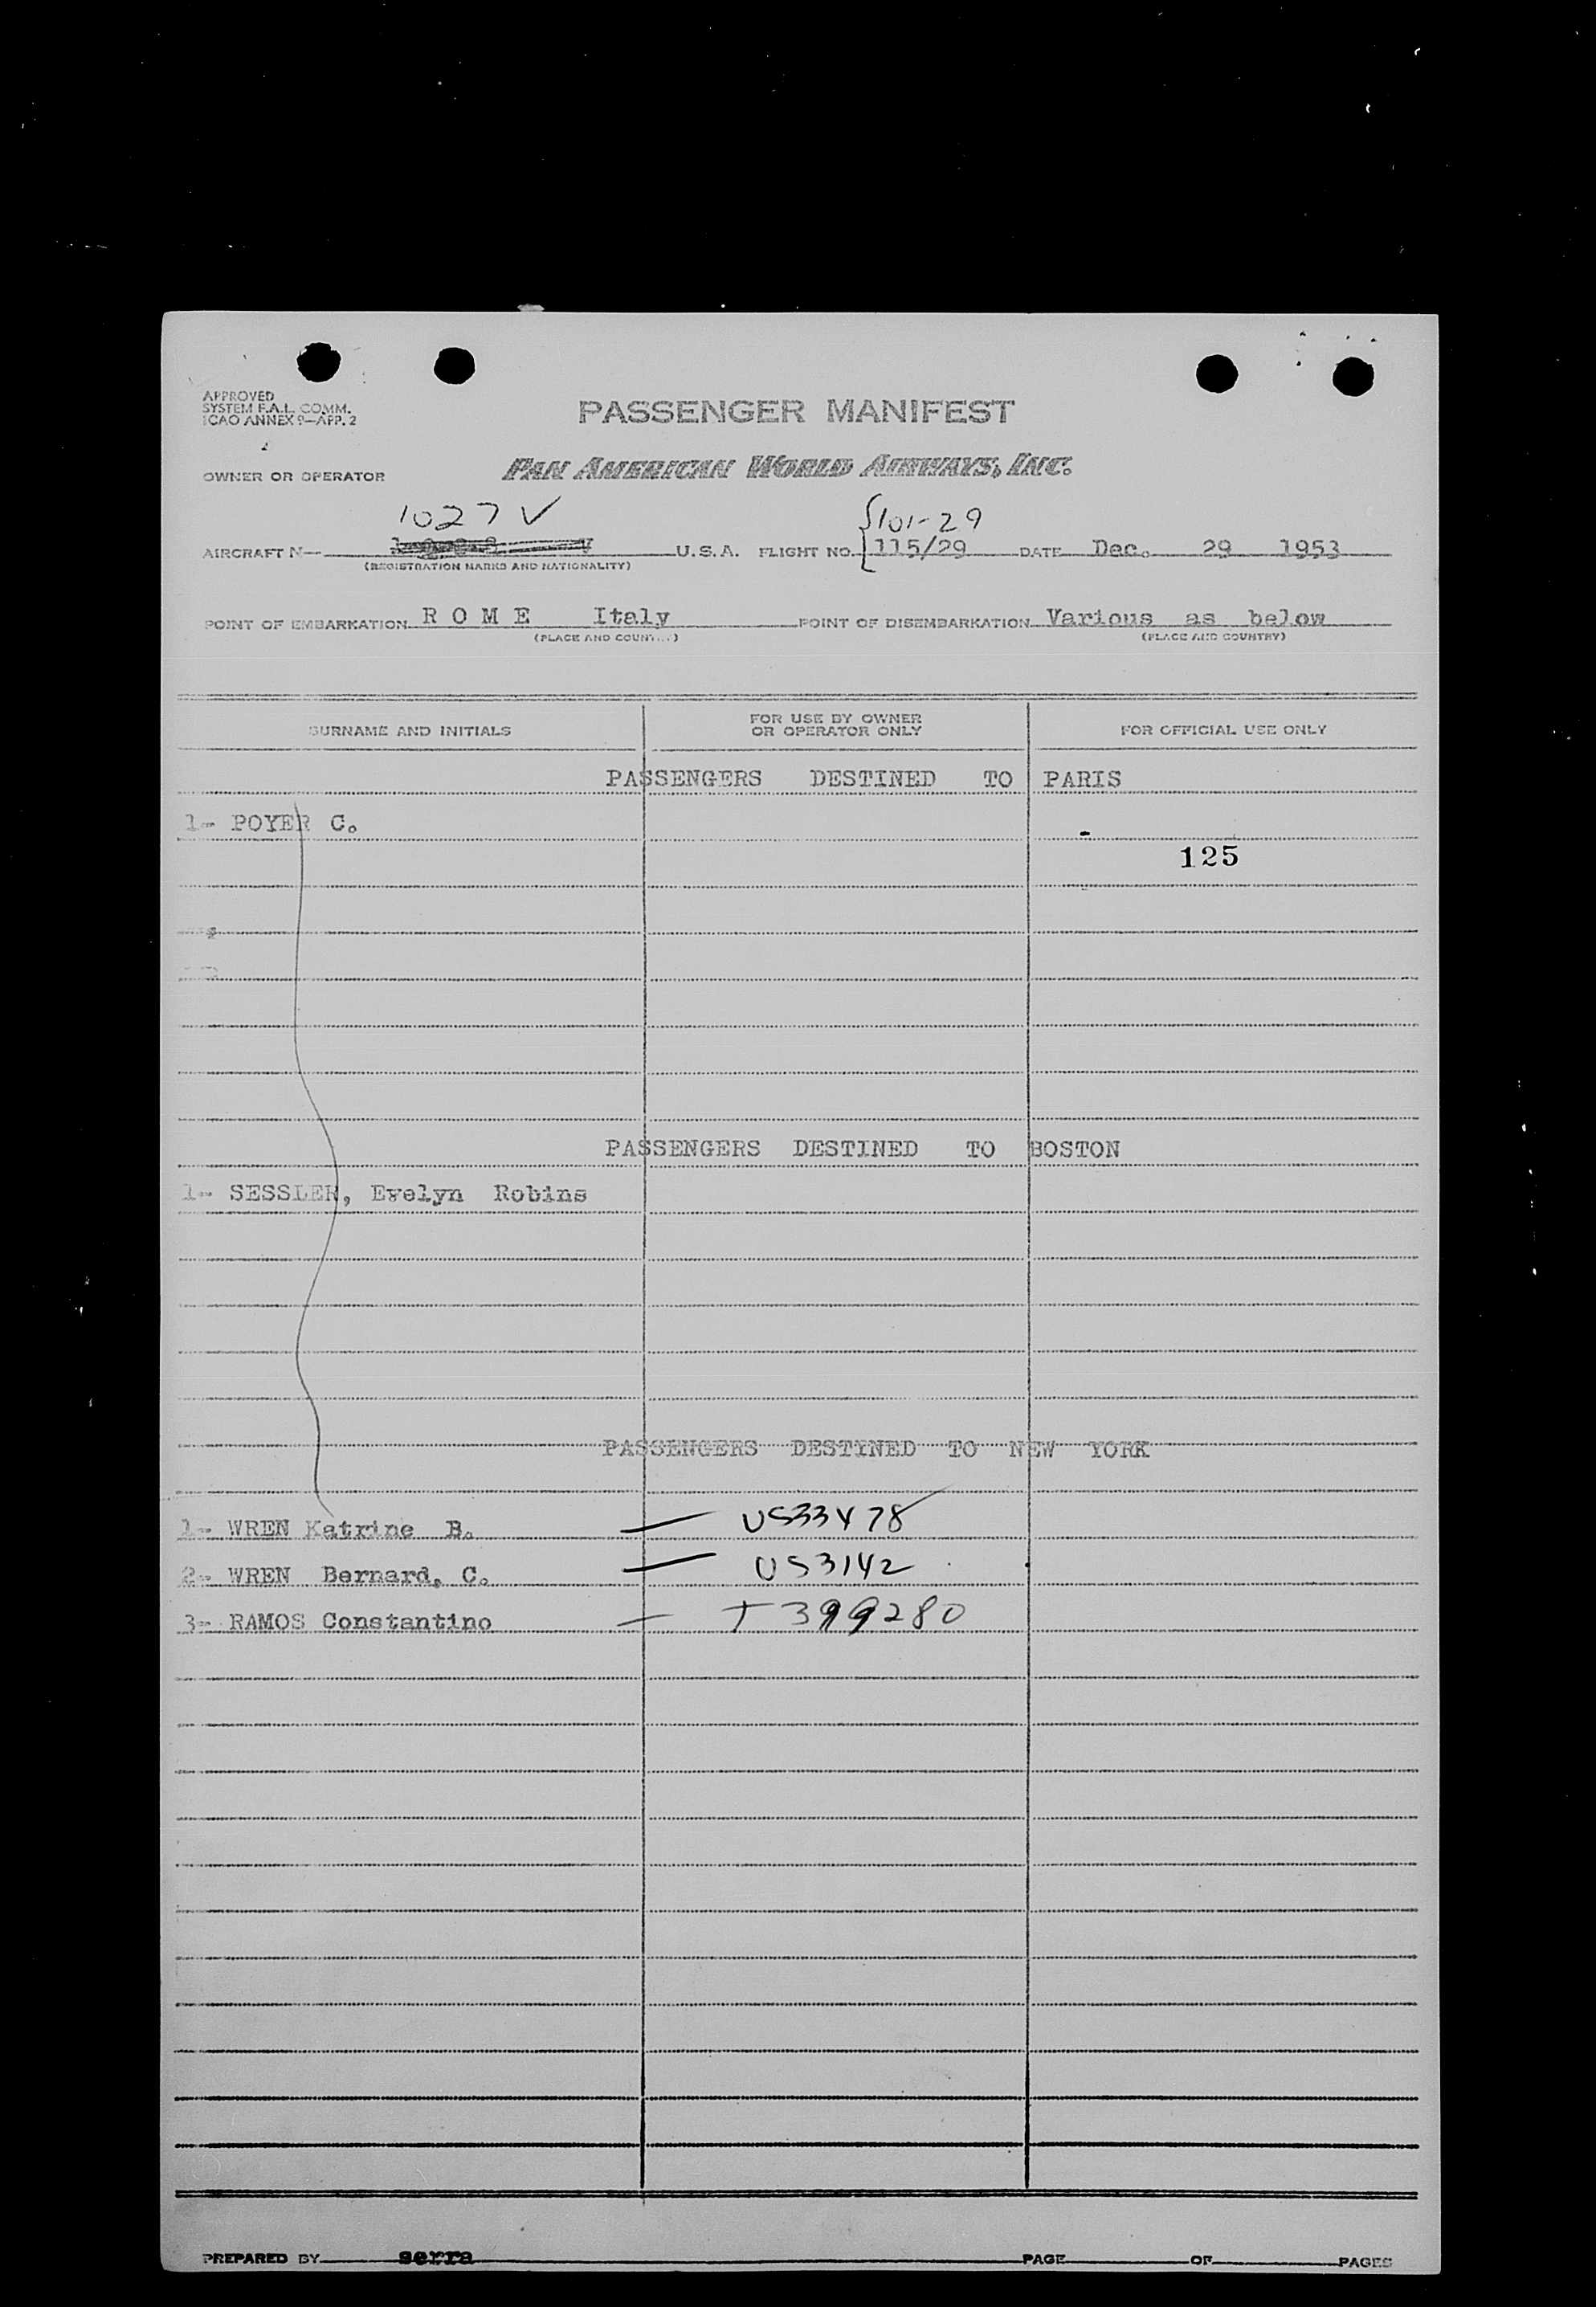 APPROVED
SYSTEM F.A.L. COMM.
ICAO ANNEX 9—APP. 2
PASSENGER MANIFEST
OWNER OR OPERATOR PAN AMERICAN WORLD AIRWAYS, INC.
1027 V {101-29
AIRCRAFT N— U.S.A. FLIGHT NO. 115/29 DATE Dec. 29 1953
(REGISTRATION MARKS AND NATIONALITY)
POINT OF EMBARKATION R O M E Italy POINT OF DISEMBARKATION Various as below
(PLACE AND COUNTRY) (PLACE AND COUNTRY)
SURNAME AND INITIALS FOR USE BY OWNER OR OPERATOR ONLY FOR OFFICIAL USE ONLY
PASSENGERS DESTINED TO PARIS
1- POYER C.
125
PASSENGERS DESTINED TO BOSTON
1- SESSLER, Evelyn Robins
PASSENGERS DESTINED TO NEW YORK
1- WREN Katrine B. — US33478
2- WREN Bernard, C. — US3142
3- RAMOS Constantino — T 399280
PREPARED BY serra PAGE OF PAGES